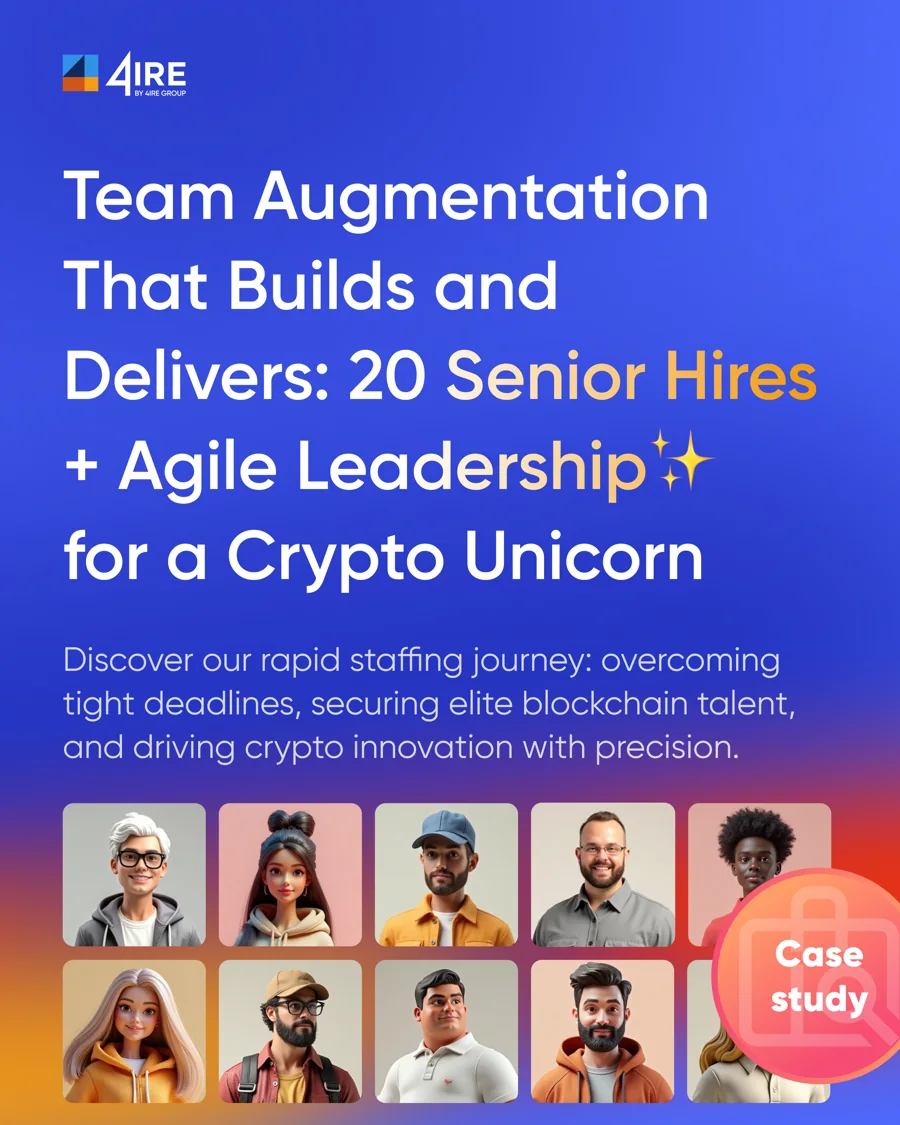 4IRE
BY 4IRE GROUP
Team Augmentation
That Builds and
Delivers: 20 Senior Hires
+ Agile Leadership✨
for a Crypto Unicorn
Discover our rapid staffing journey: overcoming
tight deadlines, securing elite blockchain talent,
and driving crypto innovation with precision.
Case
study